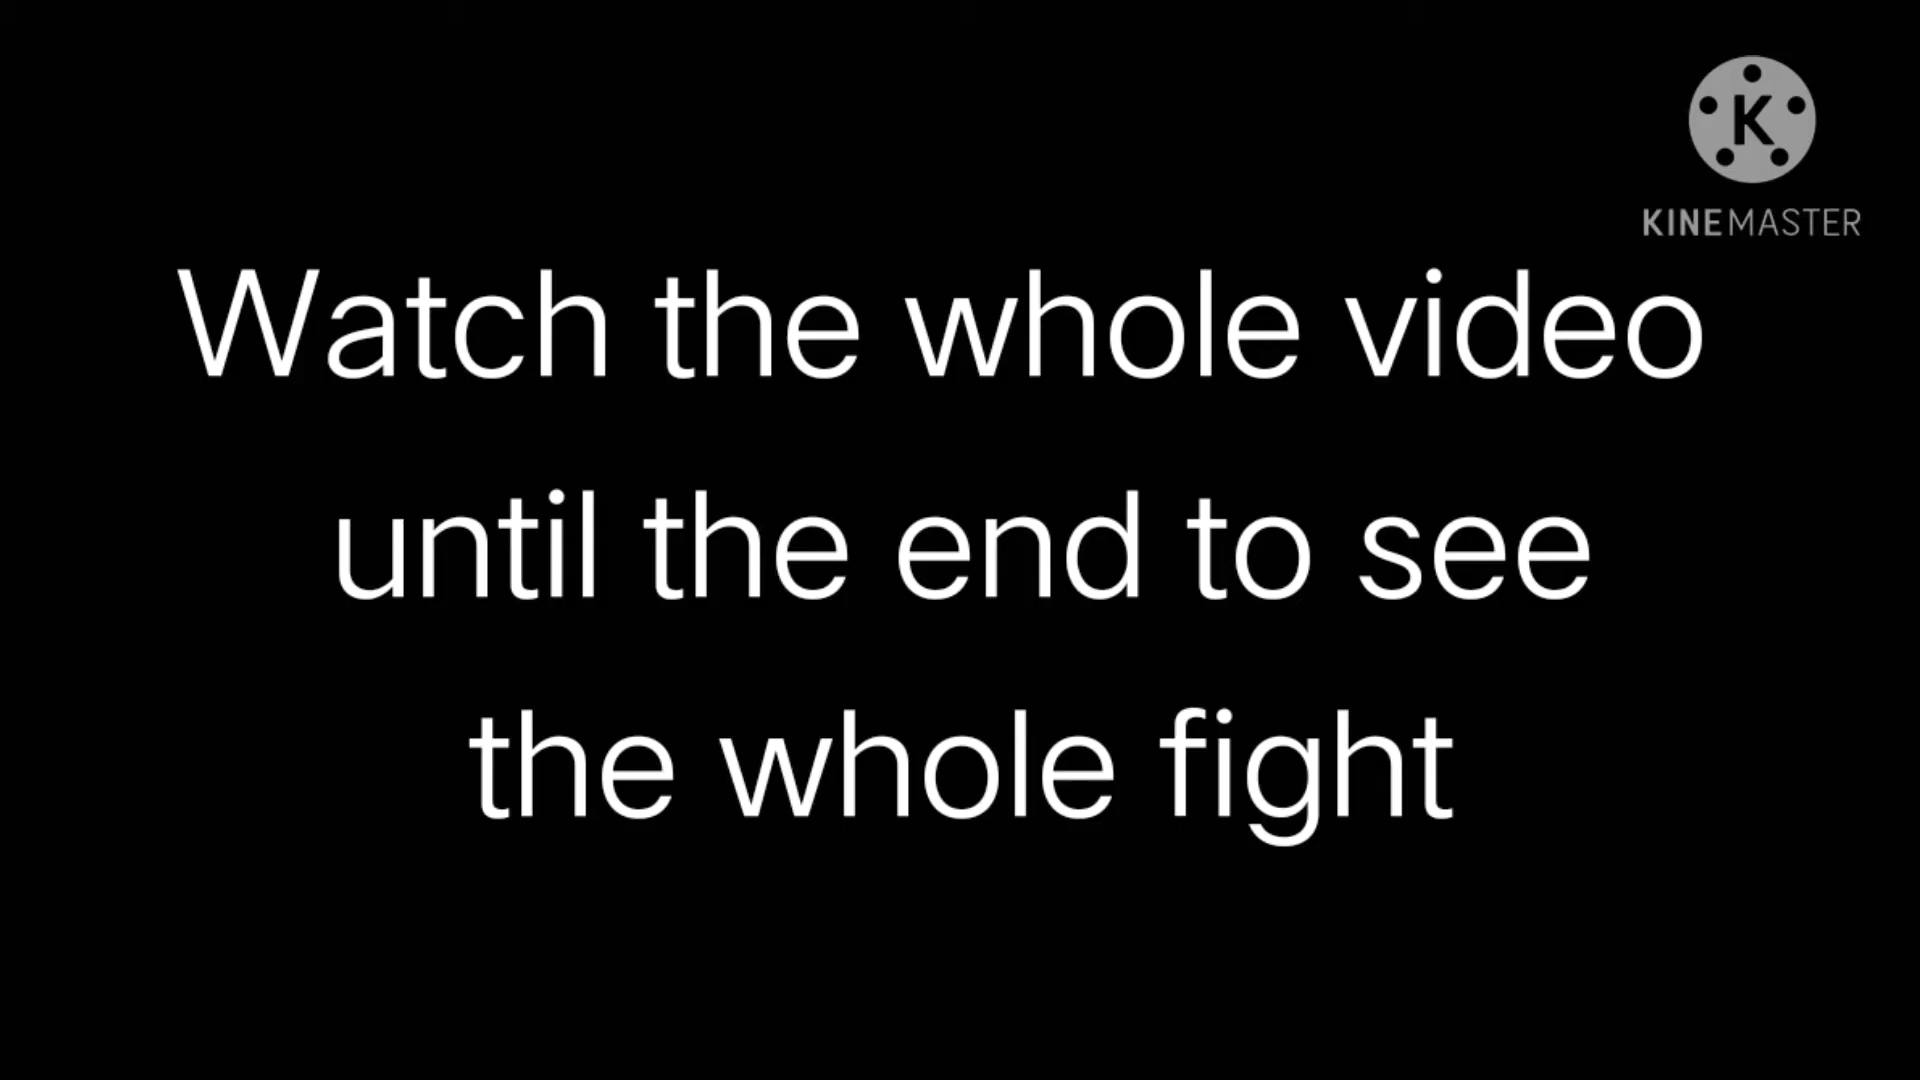 K
KINEMASTER
Watch the whole video
until the end to see
the whole fight